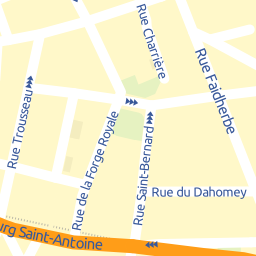 Rue Charrière
Rue Faidherbe
Rue Trousseau
Rue de la Forge Royale
Rue Saint-Bernard
Rue du Dahomey
urg Saint-Antoine